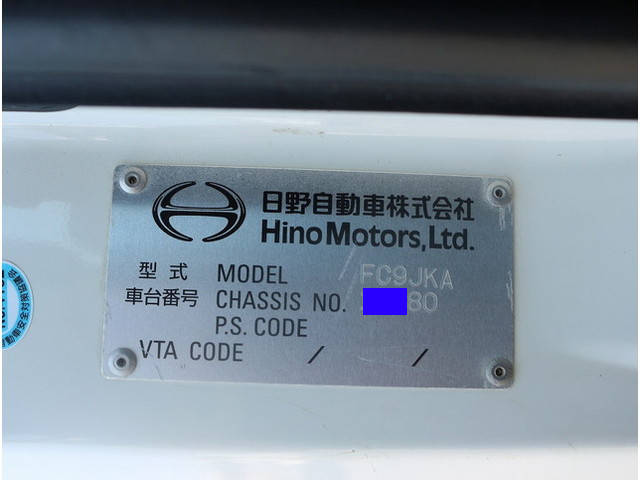 日野自動車株式会社
Hino Motors, Ltd.
型式 MODEL FC9JKA
車台番号 CHASSIS NO. 80
P.S. CODE
VTA CODE / /